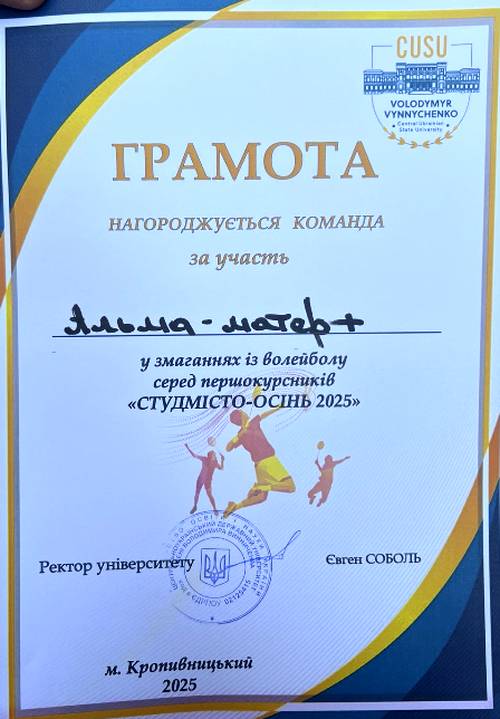 CUSU
VOLODYMYR
VYNNYCHENKO
Central Ukrainian
State University
ГРАМОТА
НАГОРОДЖУЄТЬСЯ КОМАНДА
за участь
Альма-матер+
у змаганнях із волейболу
серед першокурсників
«СТУДМІСТО-ОСІНЬ 2025»
Ректор університету
Євген СОБОЛЬ
м. Кропивницький
2025